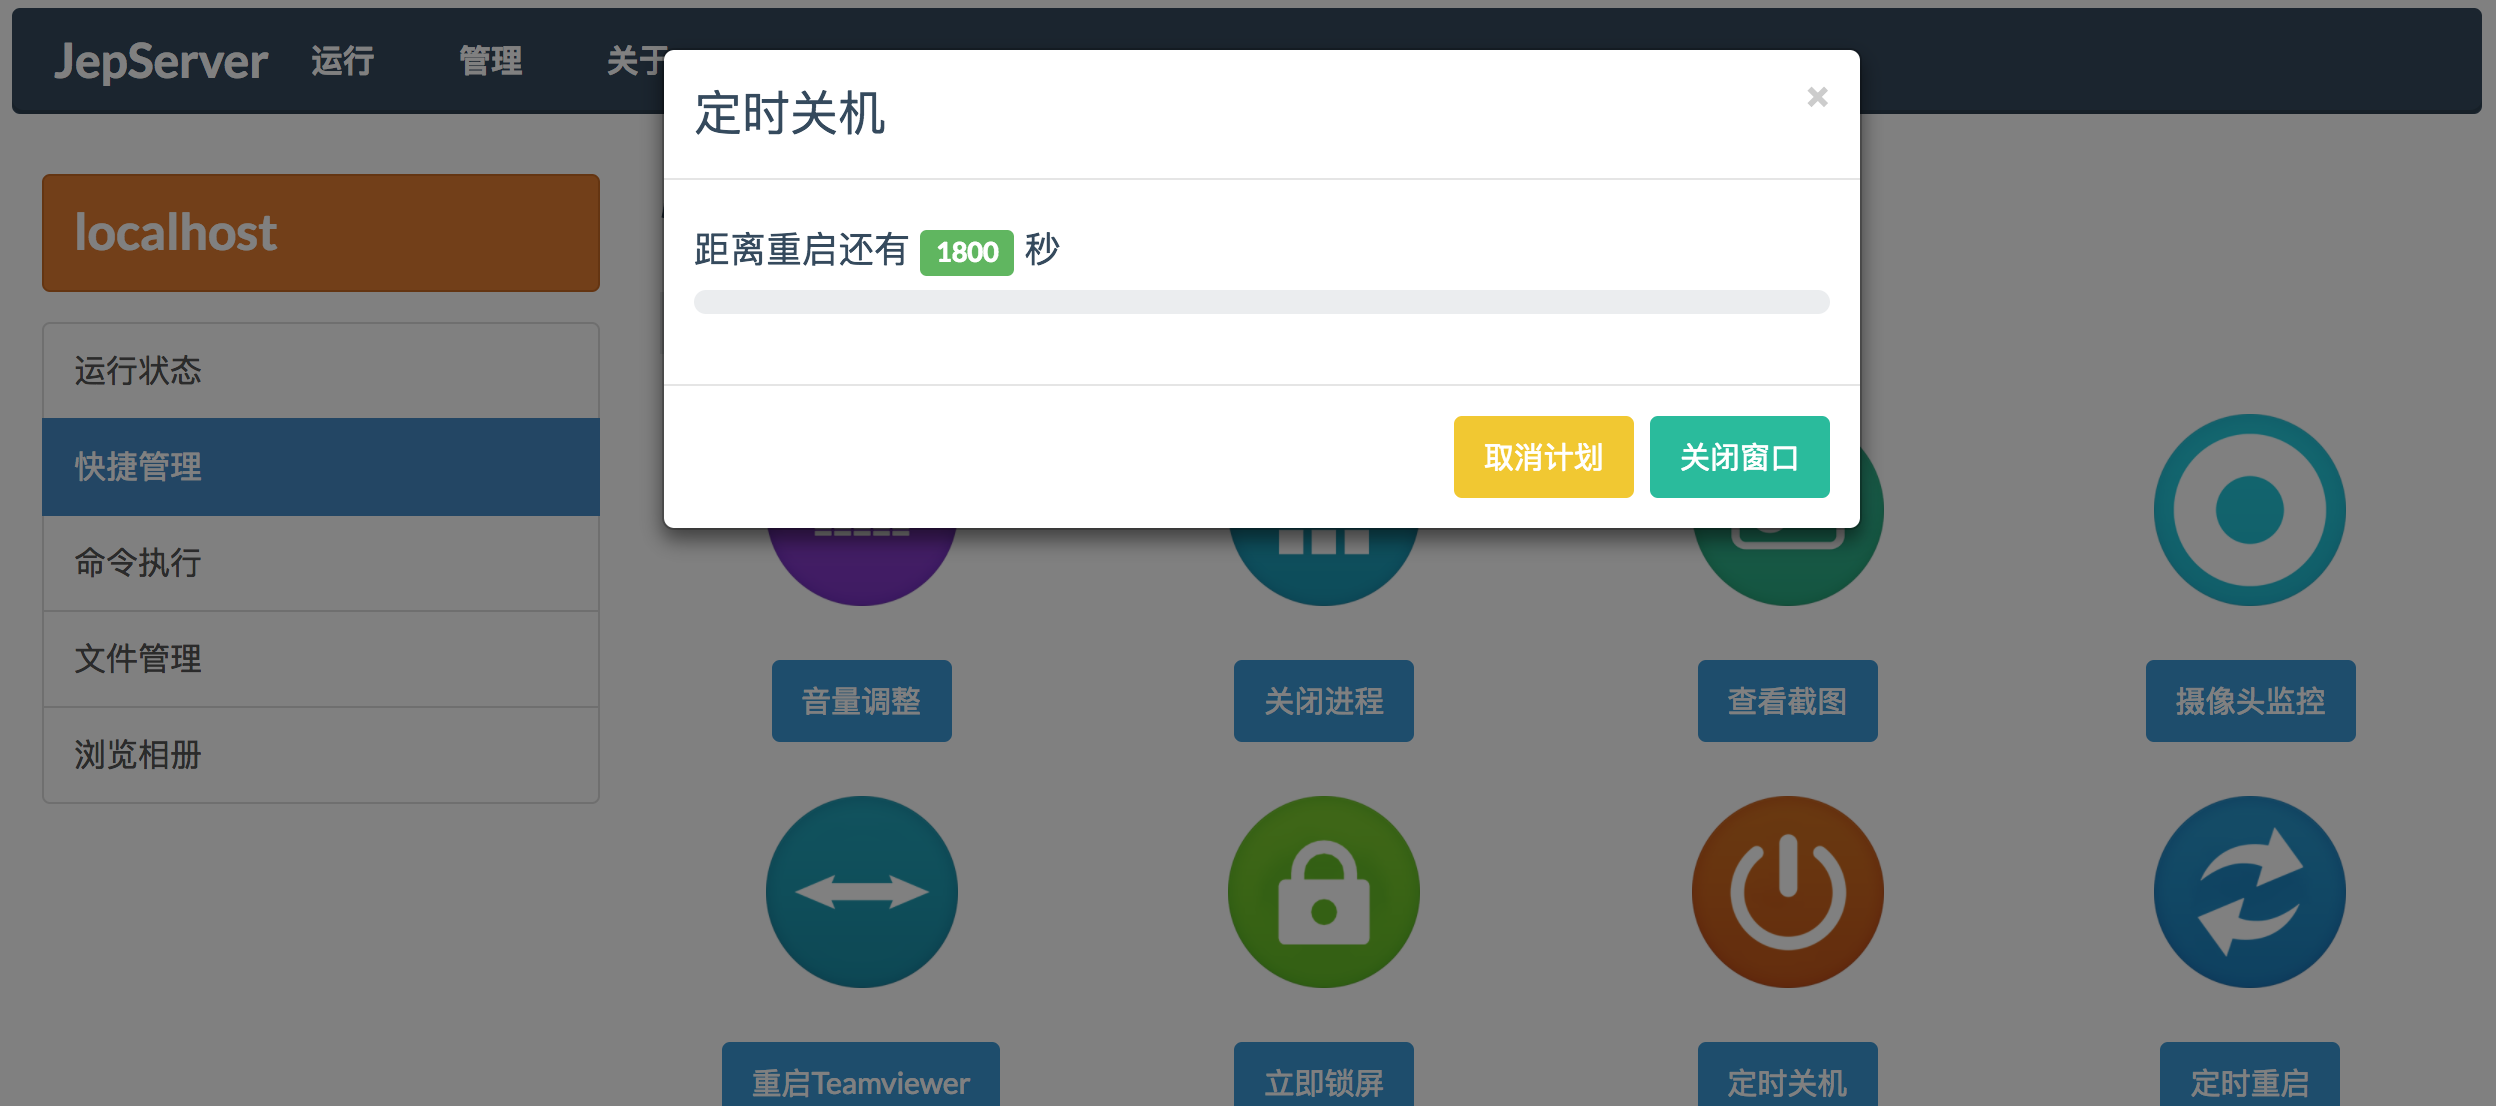 JepServer 运行 管理 关于
定时关机
×
localhost
距离重启还有 1800 秒
运行状态
快捷管理
取消计划 关闭窗口
命令执行
文件管理
浏览相册
音量调整 关闭进程 查看截图 摄像头监控
重启Teamviewer 立即锁屏 定时关机 定时重启